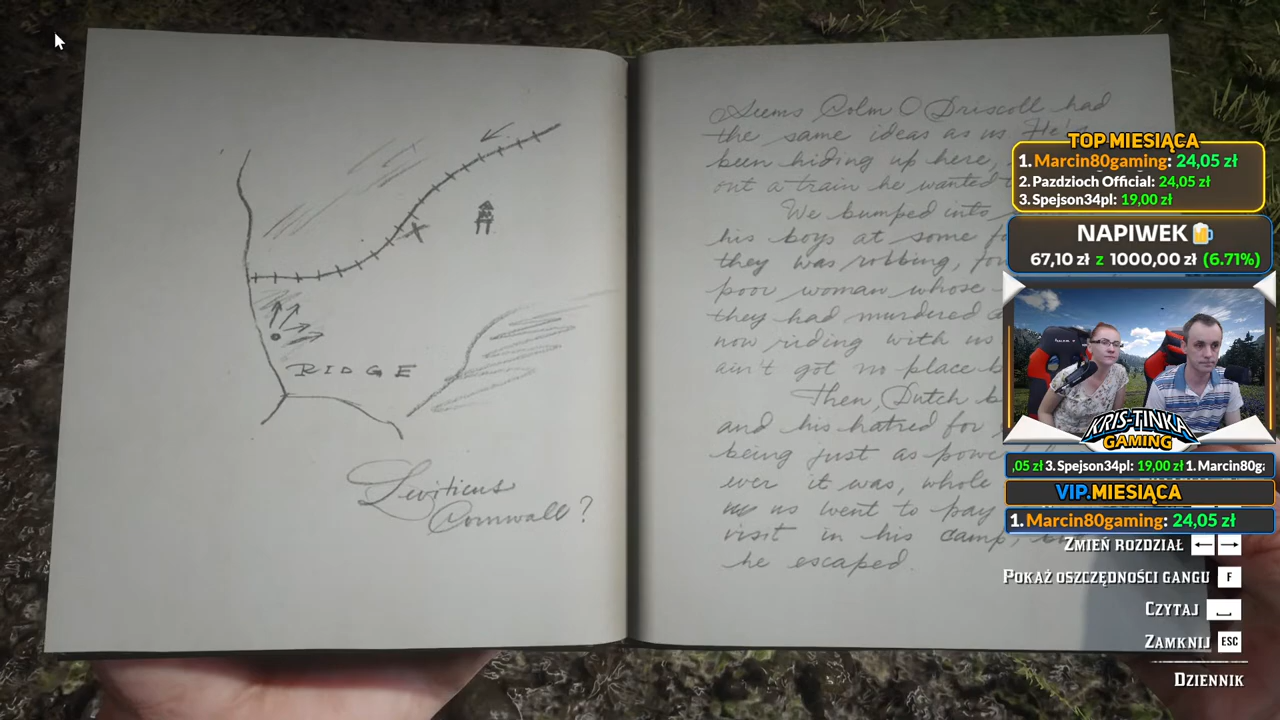 RIDGE
Leviticus
Cornwall?
Seems Colm O'Driscoll had
the same ideas as us He's
been hiding up here,
out a train he wanted
We bumped into
his boys at some
they was robbing,
poor woman whose
they had murdered
now riding with us
ain't got no place
Then, Dutch
and his hatred for
being just as
ever it was, whole
us went to pay
visit in his camp,
he escaped.
TOP MIESIĄCA
1. Marcin80gaming: 24,05 zł
2. Pazdzioch Official: 24,05 zł
3. Spejson34pl: 19,00 zł
NAPIWEK
67,10 zł z 1000,00 zł (6.71%)
KRIS-TINKA
GAMING
,05 zł 3. Spejson34pl: 19,00 zł 1. Marcin80ga
VIP.MIESIĄCA
1. Marcin80gaming: 24,05 zł
ZMIEŃ ROZDZIAŁ ← →
POKAŻ OSZCZĘDNOŚCI GANGU F
CZYTAJ
ZAMKNIJ ESC
DZIENNIK